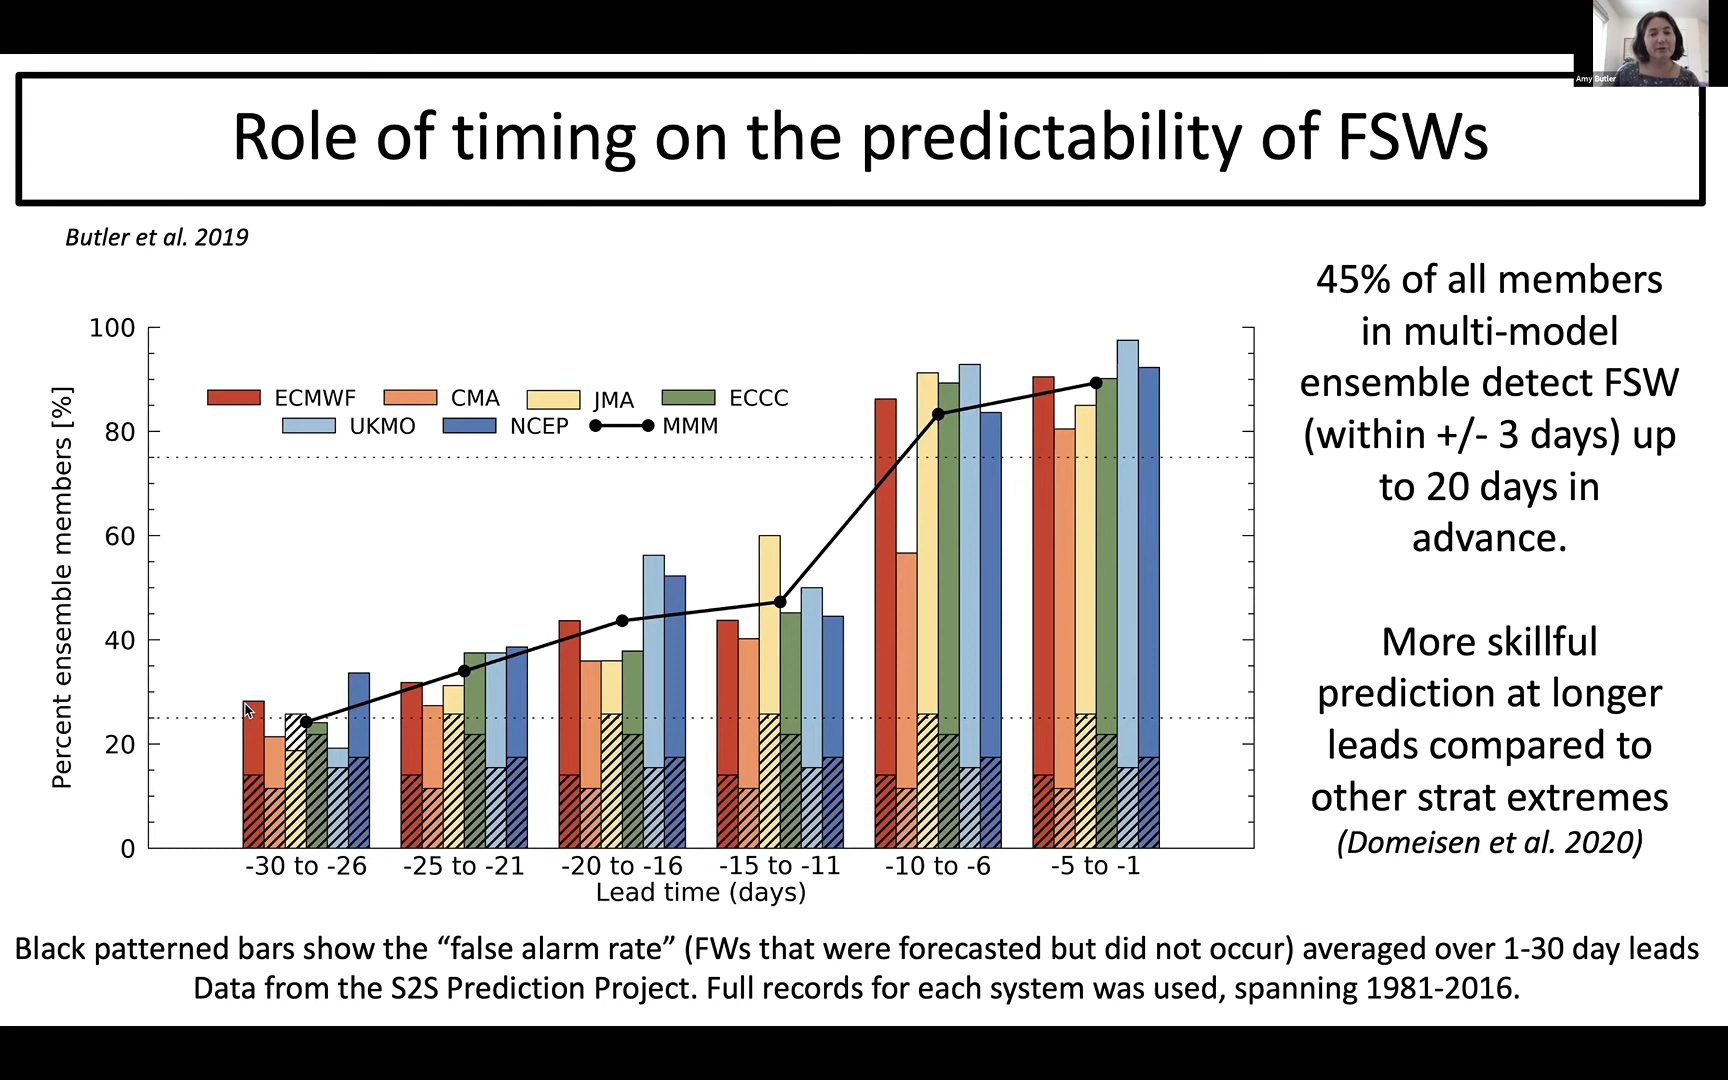 Amy Butler
Role of timing on the predictability of FSWs
Butler et al. 2019
45% of all members
in multi-model
ensemble detect FSW
(within +/- 3 days) up
to 20 days in
advance.
More skillful
prediction at longer
leads compared to
other strat extremes
(Domeisen et al. 2020)
Percent ensemble members [%]
100
80
60
40
20
0
ECMWF CMA JMA ECCC
UKMO NCEP MMM
-30 to -26 -25 to -21 -20 to -16 -15 to -11 -10 to -6 -5 to -1
Lead time (days)
Black patterned bars show the “false alarm rate” (FWs that were forecasted but did not occur) averaged over 1-30 day leads
Data from the S2S Prediction Project. Full records for each system was used, spanning 1981-2016.